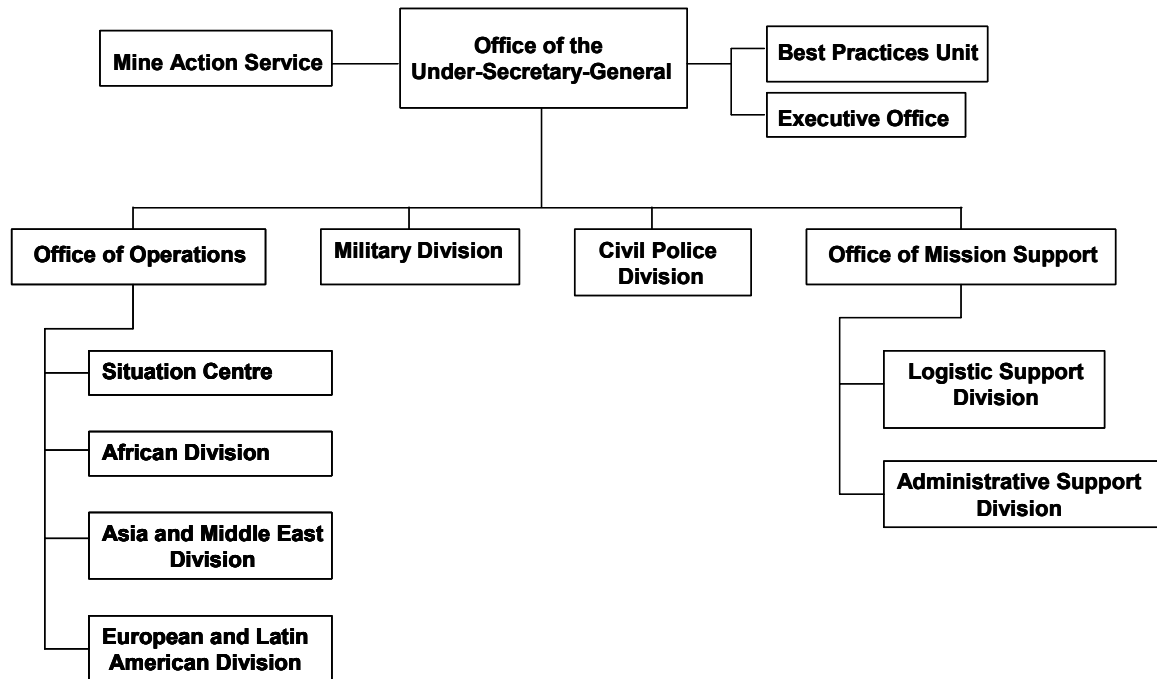 Mine Action Service
Office of the
Under-Secretary-General
Best Practices Unit
Executive Office
Office of Operations
Military Division
Civil Police
Division
Office of Mission Support
Situation Centre
African Division
Asia and Middle East
Division
European and Latin
American Division
Logistic Support
Division
Administrative Support
Division